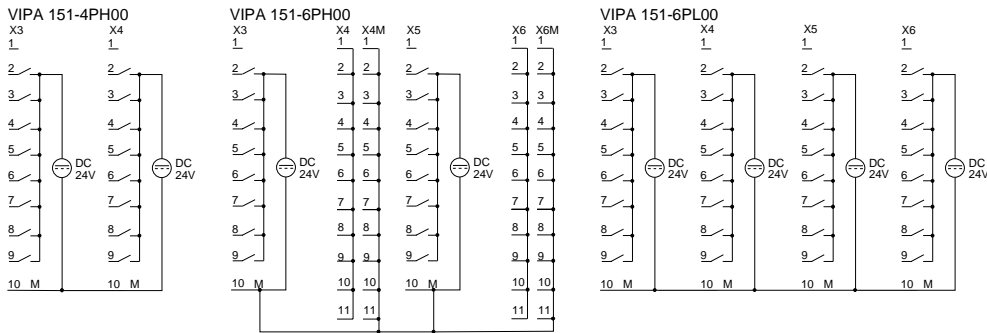 VIPA 151-4PH00
X3 X4
1 1
2 2
3 3
4 4
5 5
DC 24V DC 24V
6 6
7 7
8 8
9 9
10 M 10 M
VIPA 151-6PH00
X3 X4 X4M X5 X6 X6M
1 1 1 1 1 1
2 2 2 2 2 2
3 3 3 3 3 3
4 4 4 4 4 4
5 5 5 5 5 5
DC 24V DC 24V
6 6 6 6 6 6
7 7 7 7 7 7
8 8 8 8 8 8
9 9 9 9 9 9
10 M 10 10 10 M 10 10
11 11 11 11
VIPA 151-6PL00
X3 X4 X5 X6
1 1 1 1
2 2 2 2
3 3 3 3
4 4 4 4
5 5 5 5
DC 24V DC 24V DC 24V DC 24V
6 6 6 6
7 7 7 7
8 8 8 8
9 9 9 9
10 M 10 M 10 M 10 M